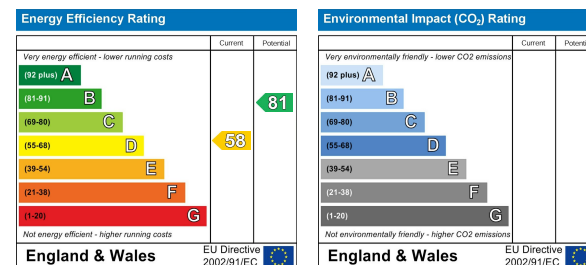 Energy Efficiency Rating
Current Potential
Very energy efficient - lower running costs
(92 plus) A
(81-91) B
81
(69-80) C
(55-68) D
58
(39-54) E
(21-38) F
(1-20) G
Not energy efficient - higher running costs
England & Wales
EU Directive
2002/91/EC
Environmental Impact (CO₂) Rating
Current Potential
Very environmentally friendly - lower CO2 emissions
(92 plus) A
(81-91) B
(69-80) C
(55-68) D
(39-54) E
(21-38) F
(1-20) G
Not environmentally friendly - higher CO2 emissions
England & Wales
EU Directive
2002/91/EC